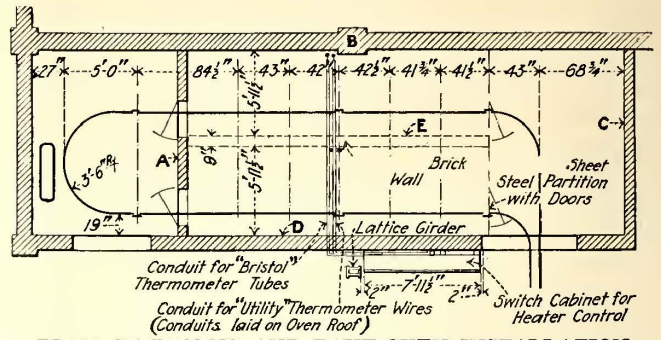 B
27" 5'-0" 84½" 43" 42" 42½" 41¾" 41½" 43" 68¾"
5'-11½"
E
C
A
8"
Brick
Wall
Sheet
Steel Partition
with Doors
3'-6"R.
5'-11½"
19"
D
Lattice Girder
Conduit for "Bristol"
Thermometer Tubes
2" 7'-11½" 2"
Switch Cabinet for
Heater Control
Conduit for "Utility" Thermometer Wires
(Conduits laid on Oven Roof)